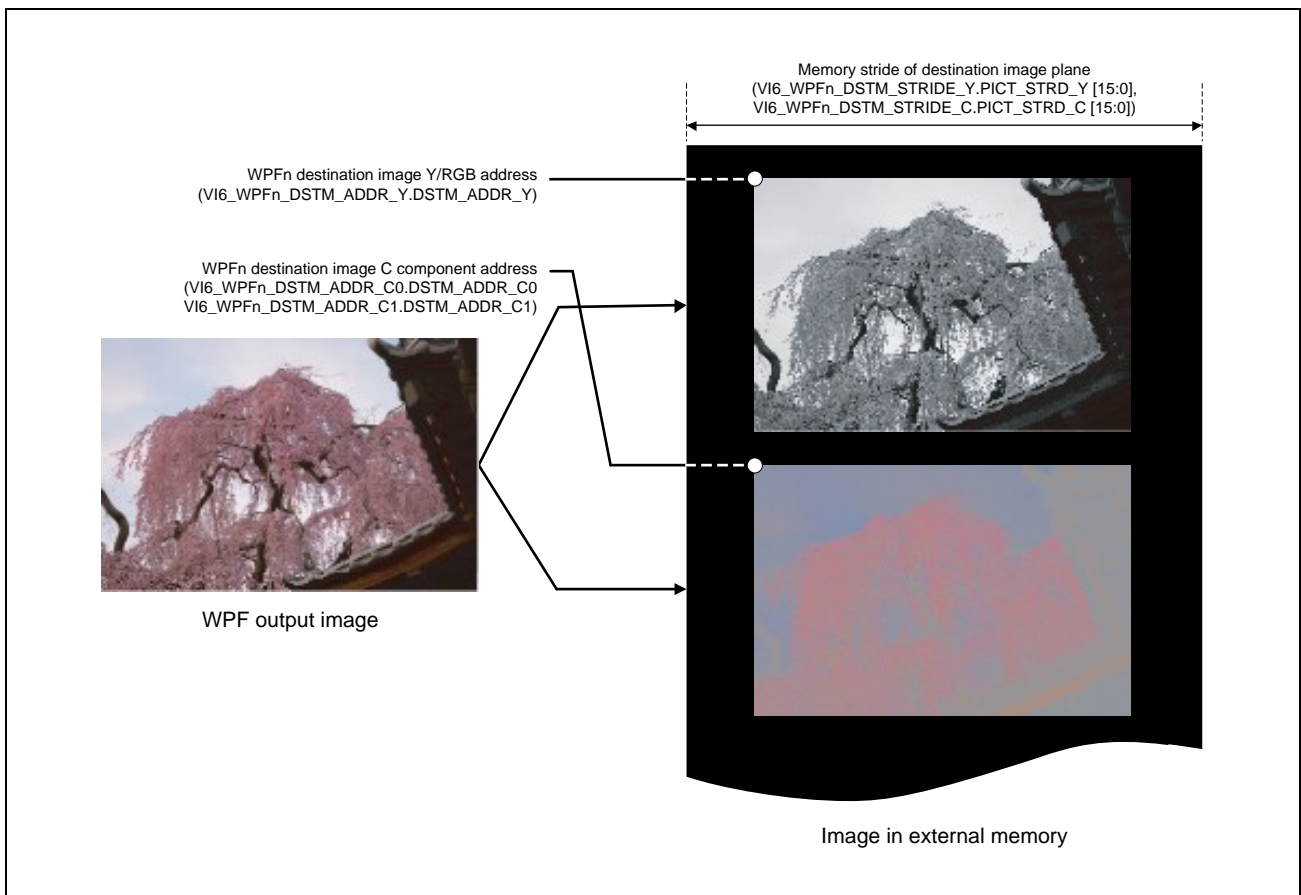 Memory stride of destination image plane
(VI6_WPFn_DSTM_STRIDE_Y.PICT_STRD_Y [15:0],
VI6_WPFn_DSTM_STRIDE_C.PICT_STRD_C [15:0])
WPFn destination image Y/RGB address
(VI6_WPFn_DSTM_ADDR_Y.DSTM_ADDR_Y)
WPFn destination image C component address
(VI6_WPFn_DSTM_ADDR_C0.DSTM_ADDR_C0
VI6_WPFn_DSTM_ADDR_C1.DSTM_ADDR_C1)
WPF output image
Image in external memory